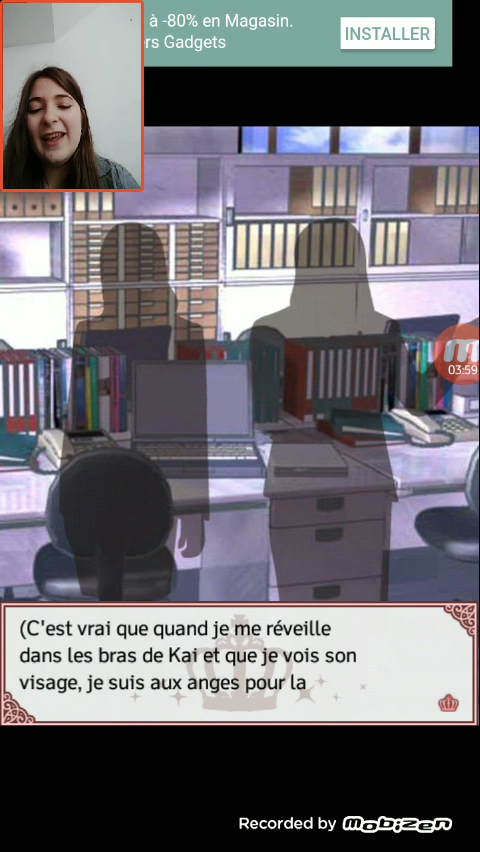 à -80% en Magasin.
ers Gadgets
INSTALLER
03:59
(C'est vrai que quand je me réveille
dans les bras de Kai et que je vois son
visage, je suis aux anges pour la
Recorded by Mobizen